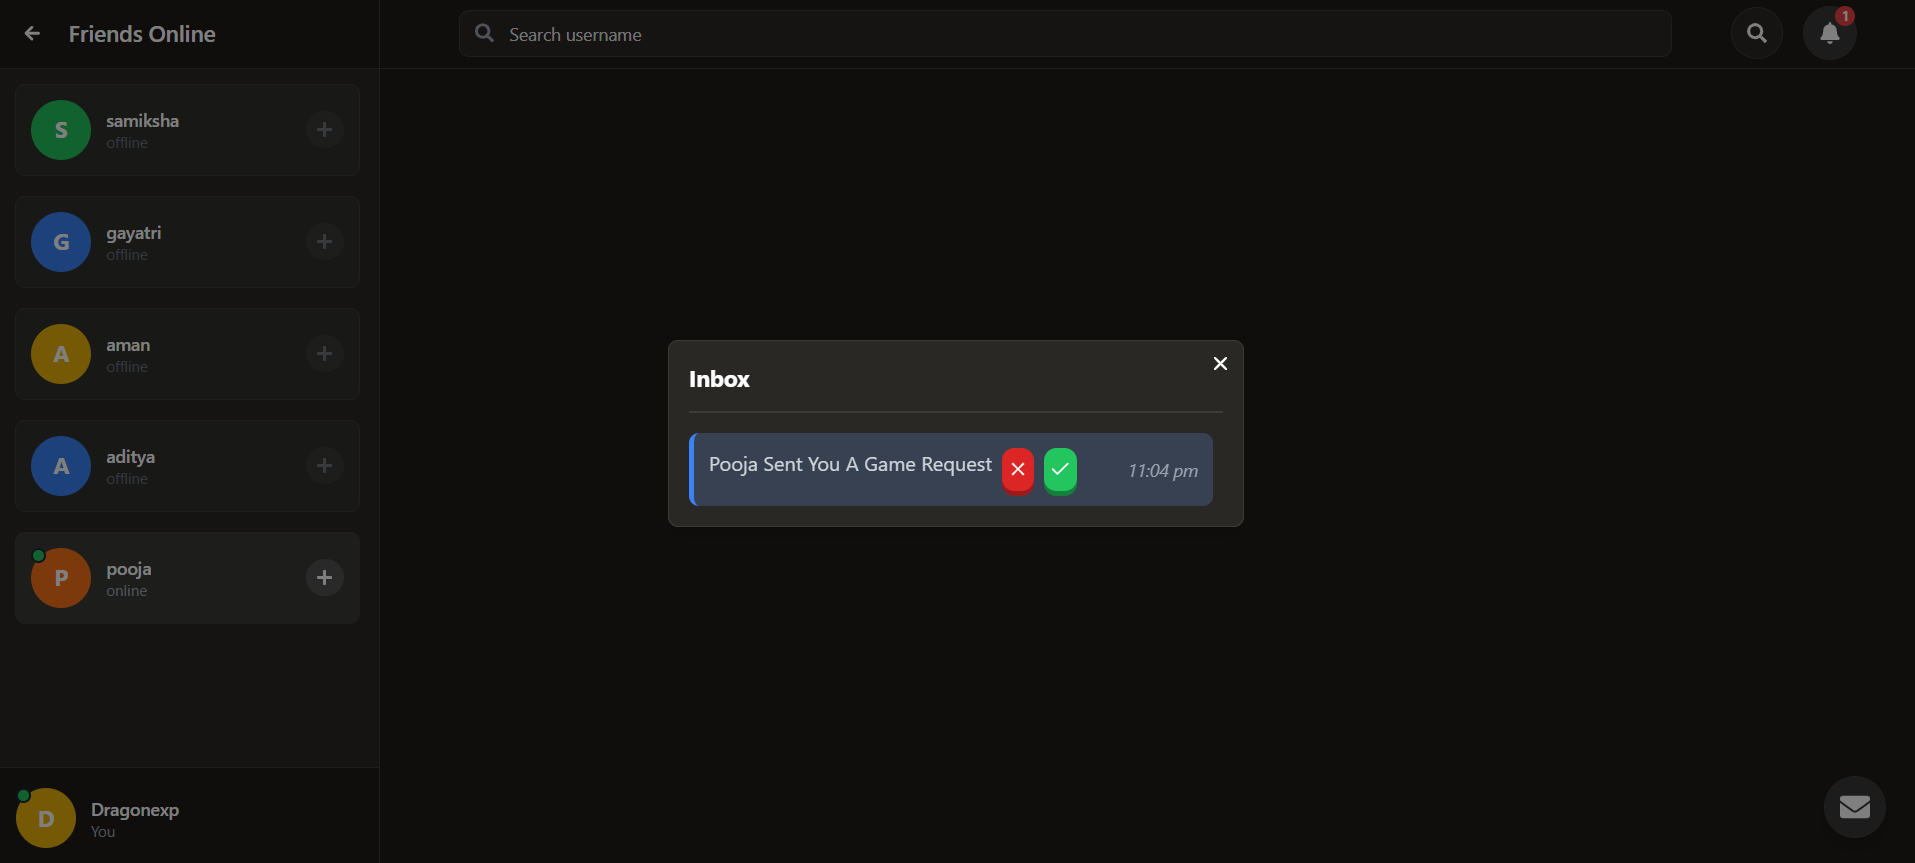 Friends Online
Search username
1
S
samiksha
offline
G
gayatri
offline
A
aman
offline
A
aditya
offline
P
pooja
online
D
Dragonexp
You
Inbox
Pooja Sent You A Game Request
11:04 pm